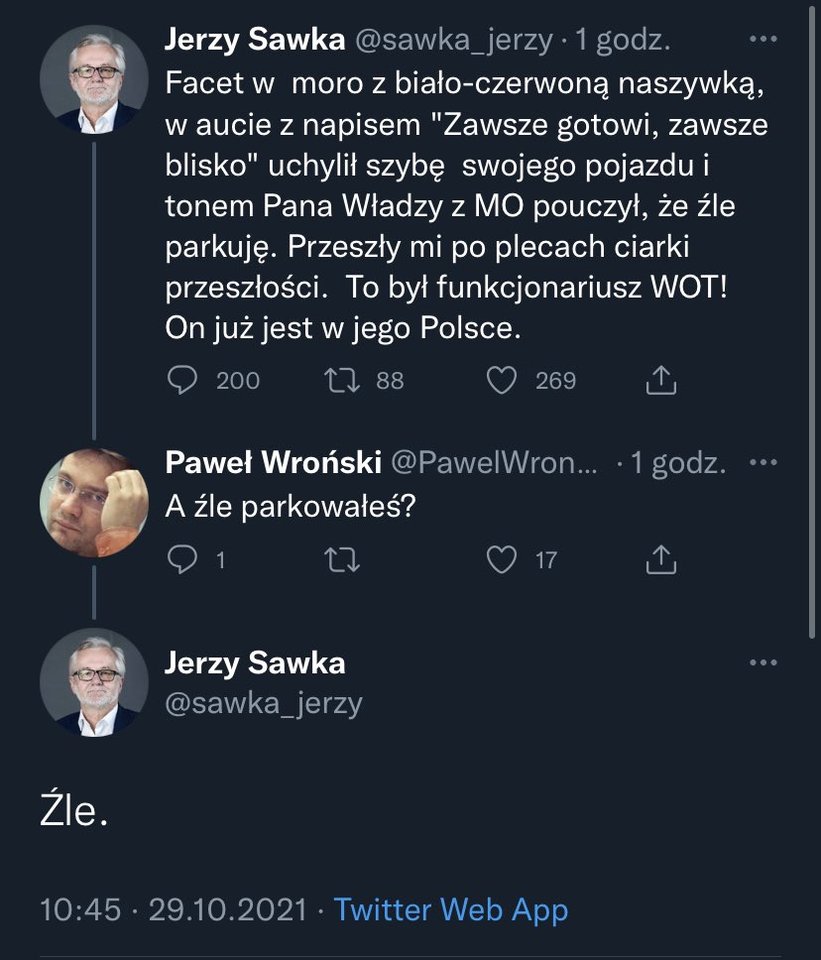 Jerzy Sawka @sawka_jerzy · 1 godz.
Facet w moro z biało-czerwoną naszywką,
w aucie z napisem "Zawsze gotowi, zawsze
blisko" uchylił szybę swojego pojazdu i
tonem Pana Władzy z MO pouczył, że źle
parkuję. Przeszły mi po plecach ciarki
przeszłości. To był funkcjonariusz WOT!
On już jest w jego Polsce.
200 88 269
Paweł Wroński @PawelWron... · 1 godz.
A źle parkowałeś?
1 17
Jerzy Sawka
@sawka_jerzy
Źle.
10:45 · 29.10.2021 · Twitter Web App